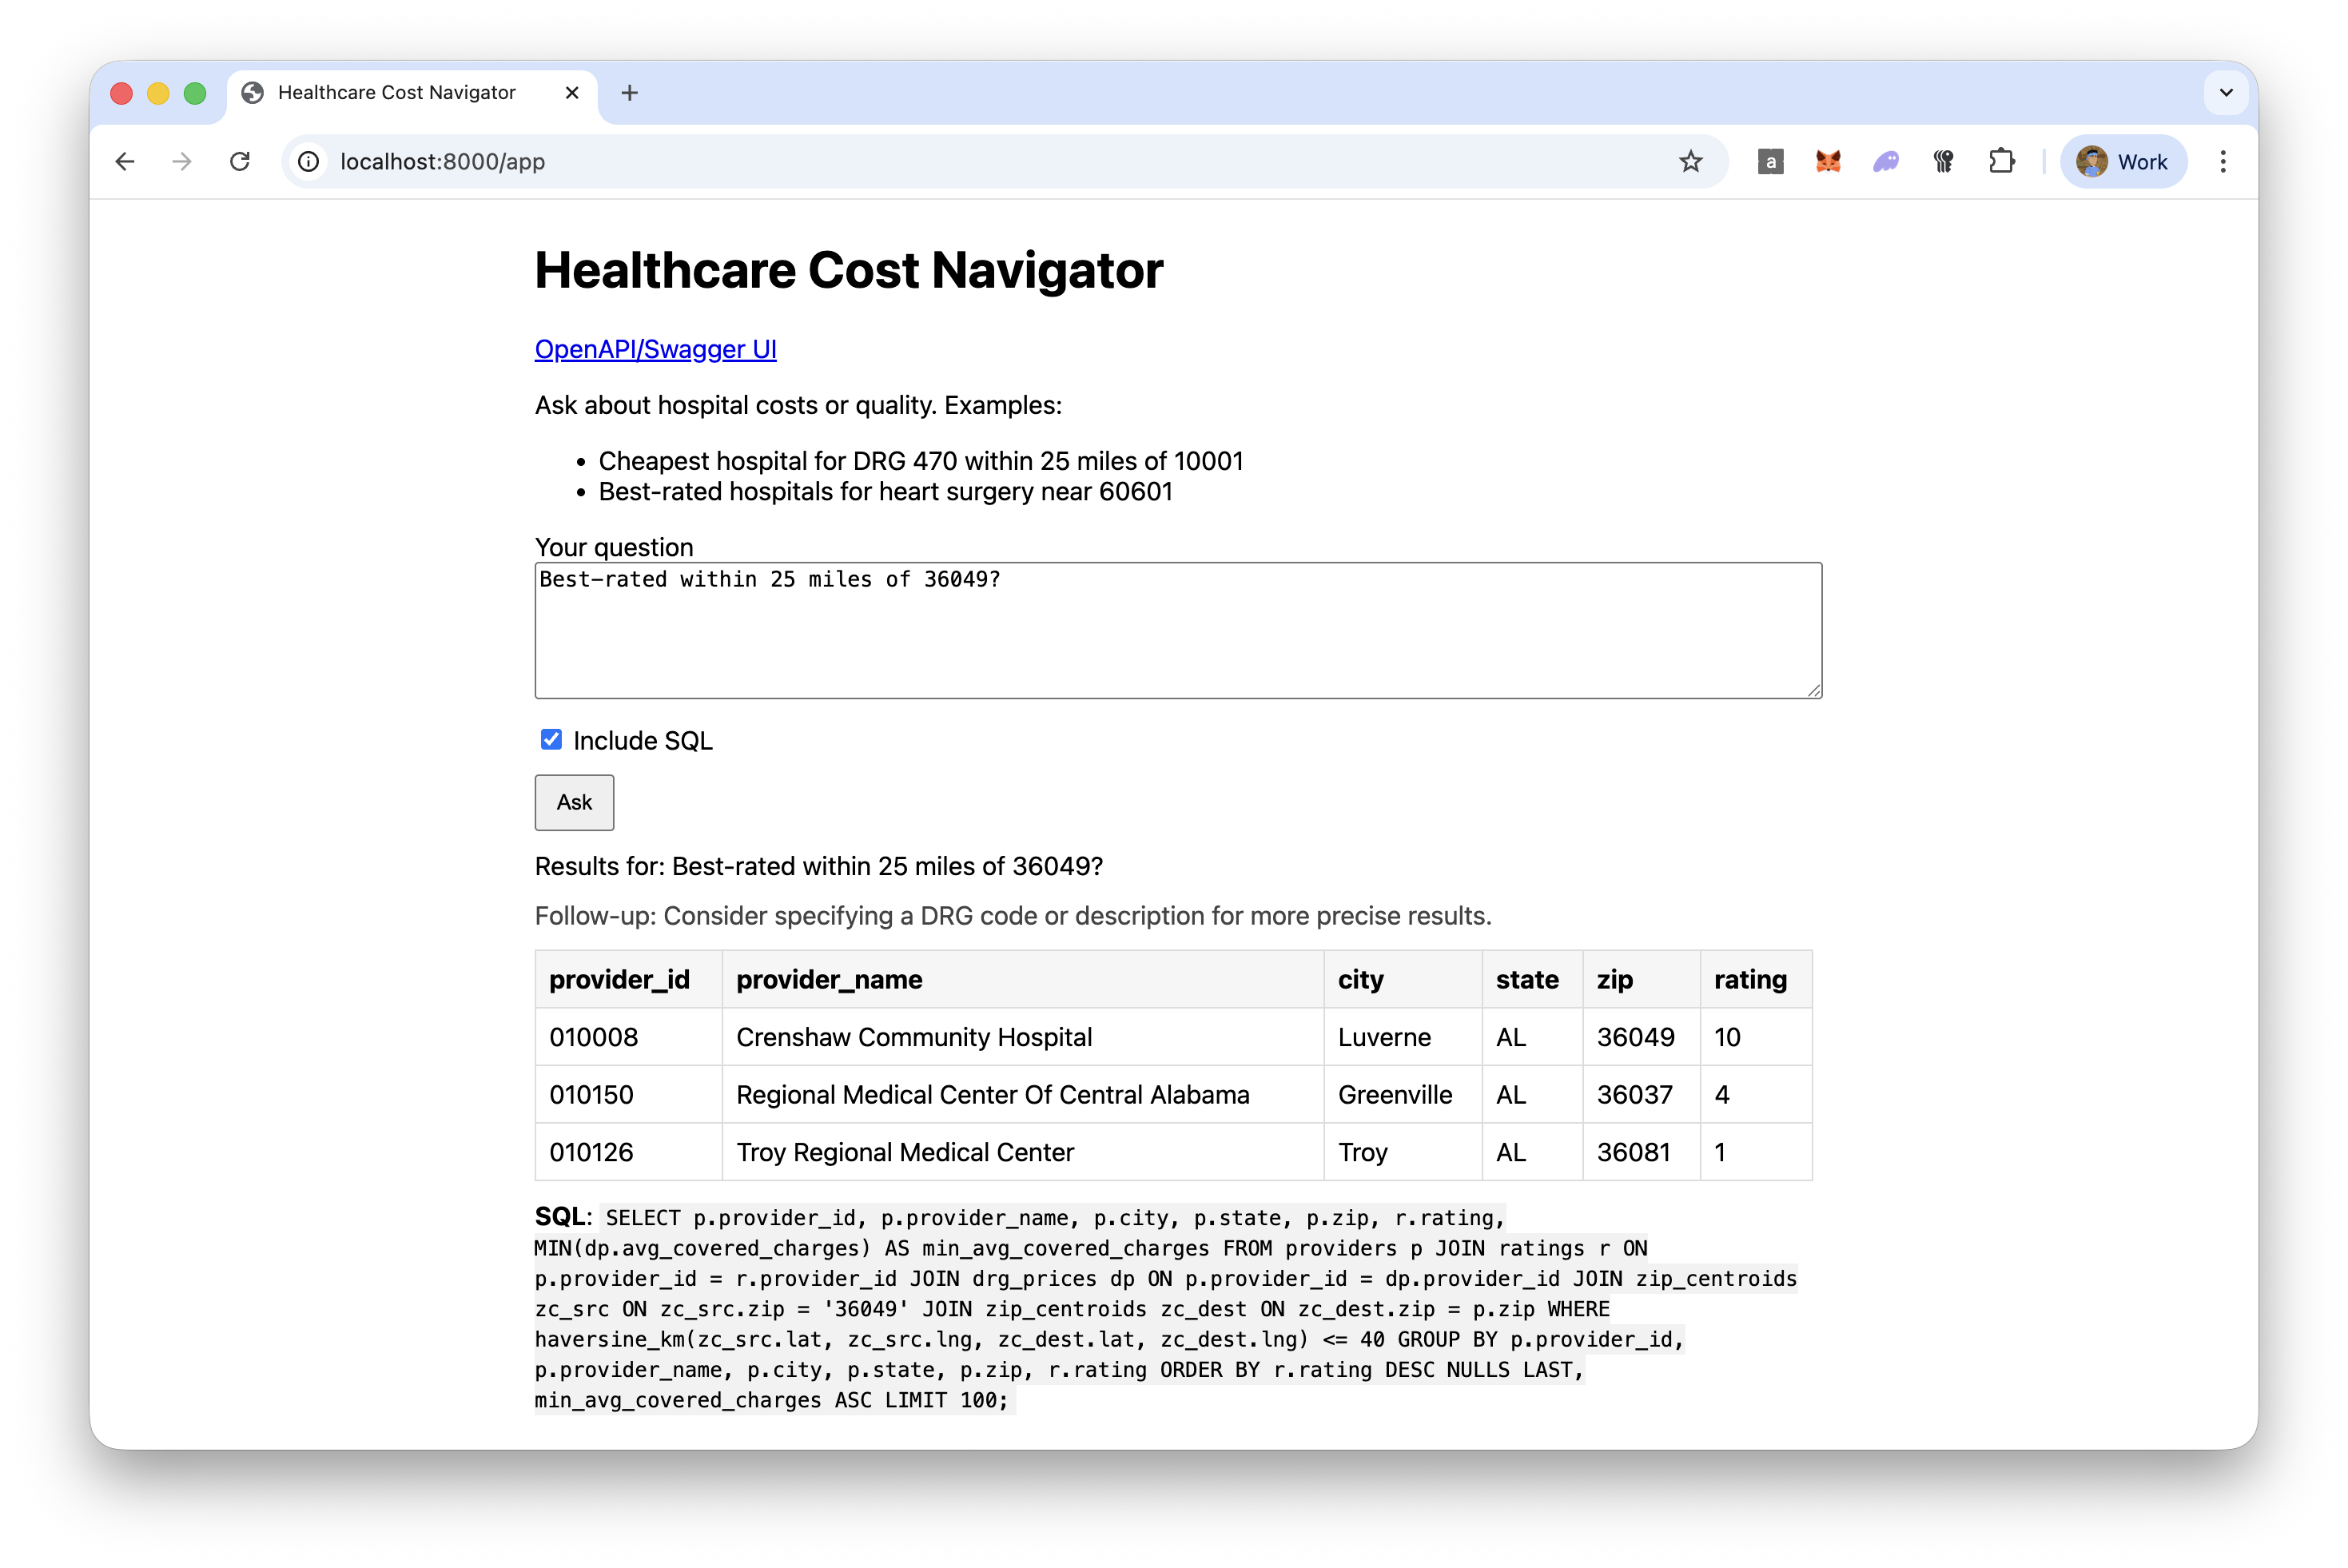 Healthcare Cost Navigator
localhost:8000/app
a
Work
Healthcare Cost Navigator
OpenAPI/Swagger UI
Ask about hospital costs or quality. Examples:
• Cheapest hospital for DRG 470 within 25 miles of 10001
• Best-rated hospitals for heart surgery near 60601
Your question
Best-rated within 25 miles of 36049?
Include SQL
Ask
Results for: Best-rated within 25 miles of 36049?
Follow-up: Consider specifying a DRG code or description for more precise results.
provider_id provider_name city state zip rating
010008 Crenshaw Community Hospital Luverne AL 36049 10
010150 Regional Medical Center Of Central Alabama Greenville AL 36037 4
010126 Troy Regional Medical Center Troy AL 36081 1
SQL: SELECT p.provider_id, p.provider_name, p.city, p.state, p.zip, r.rating,
MIN(dp.avg_covered_charges) AS min_avg_covered_charges FROM providers p JOIN ratings r ON
p.provider_id = r.provider_id JOIN drg_prices dp ON p.provider_id = dp.provider_id JOIN zip_centroids
zc_src ON zc_src.zip = '36049' JOIN zip_centroids zc_dest ON zc_dest.zip = p.zip WHERE
haversine_km(zc_src.lat, zc_src.lng, zc_dest.lat, zc_dest.lng) <= 40 GROUP BY p.provider_id,
p.provider_name, p.city, p.state, p.zip, r.rating ORDER BY r.rating DESC NULLS LAST,
min_avg_covered_charges ASC LIMIT 100;